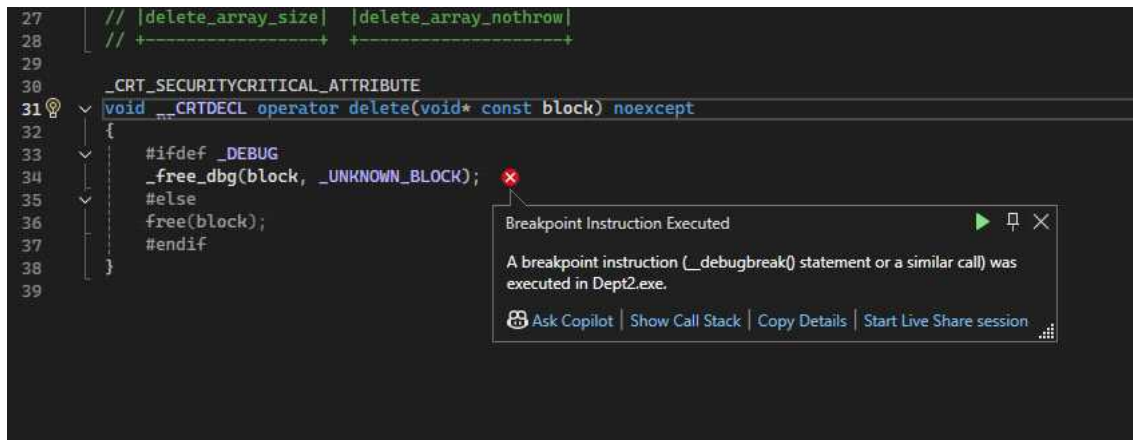 27 // |delete_array_size| |delete_array_nothrow|
28 // +-----------------+ +--------------------+
29
30 _CRT_SECURITYCRITICAL_ATTRIBUTE
31 void __CRTDECL operator delete(void* const block) noexcept
32 {
33 #ifdef _DEBUG
34 _free_dbg(block, _UNKNOWN_BLOCK);
35 #else
36 free(block);
37 #endif
38 }
39
Breakpoint Instruction Executed
A breakpoint instruction (__debugbreak() statement or a similar call) was
executed in Dept2.exe.
Ask Copilot | Show Call Stack | Copy Details | Start Live Share session